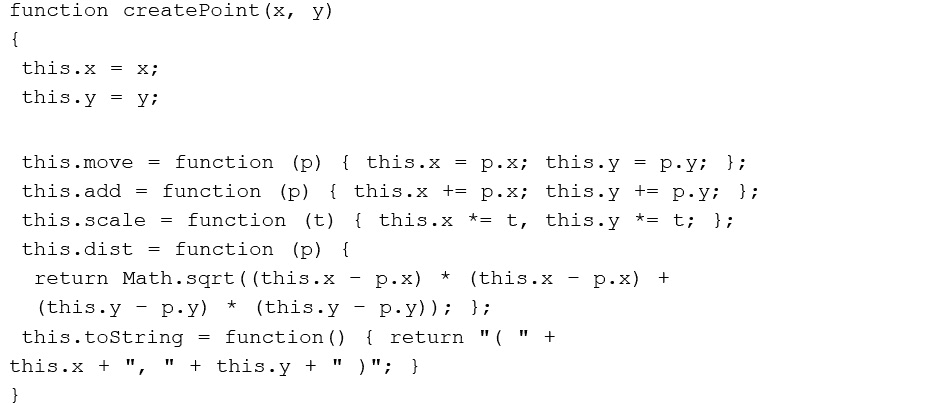 function createPoint(x, y)
{
this.x = x;
this.y = y;
this.move = function (p) { this.x = p.x; this.y = p.y; };
this.add = function (p) { this.x += p.x; this.y += p.y; };
this.scale = function (t) { this.x *= t, this.y *= t; };
this.dist = function (p) {
return Math.sqrt((this.x - p.x) * (this.x - p.x) +
(this.y - p.y) * (this.y - p.y)); };
this.toString = function() { return "( " +
this.x + ", " + this.y + " )"; }
}